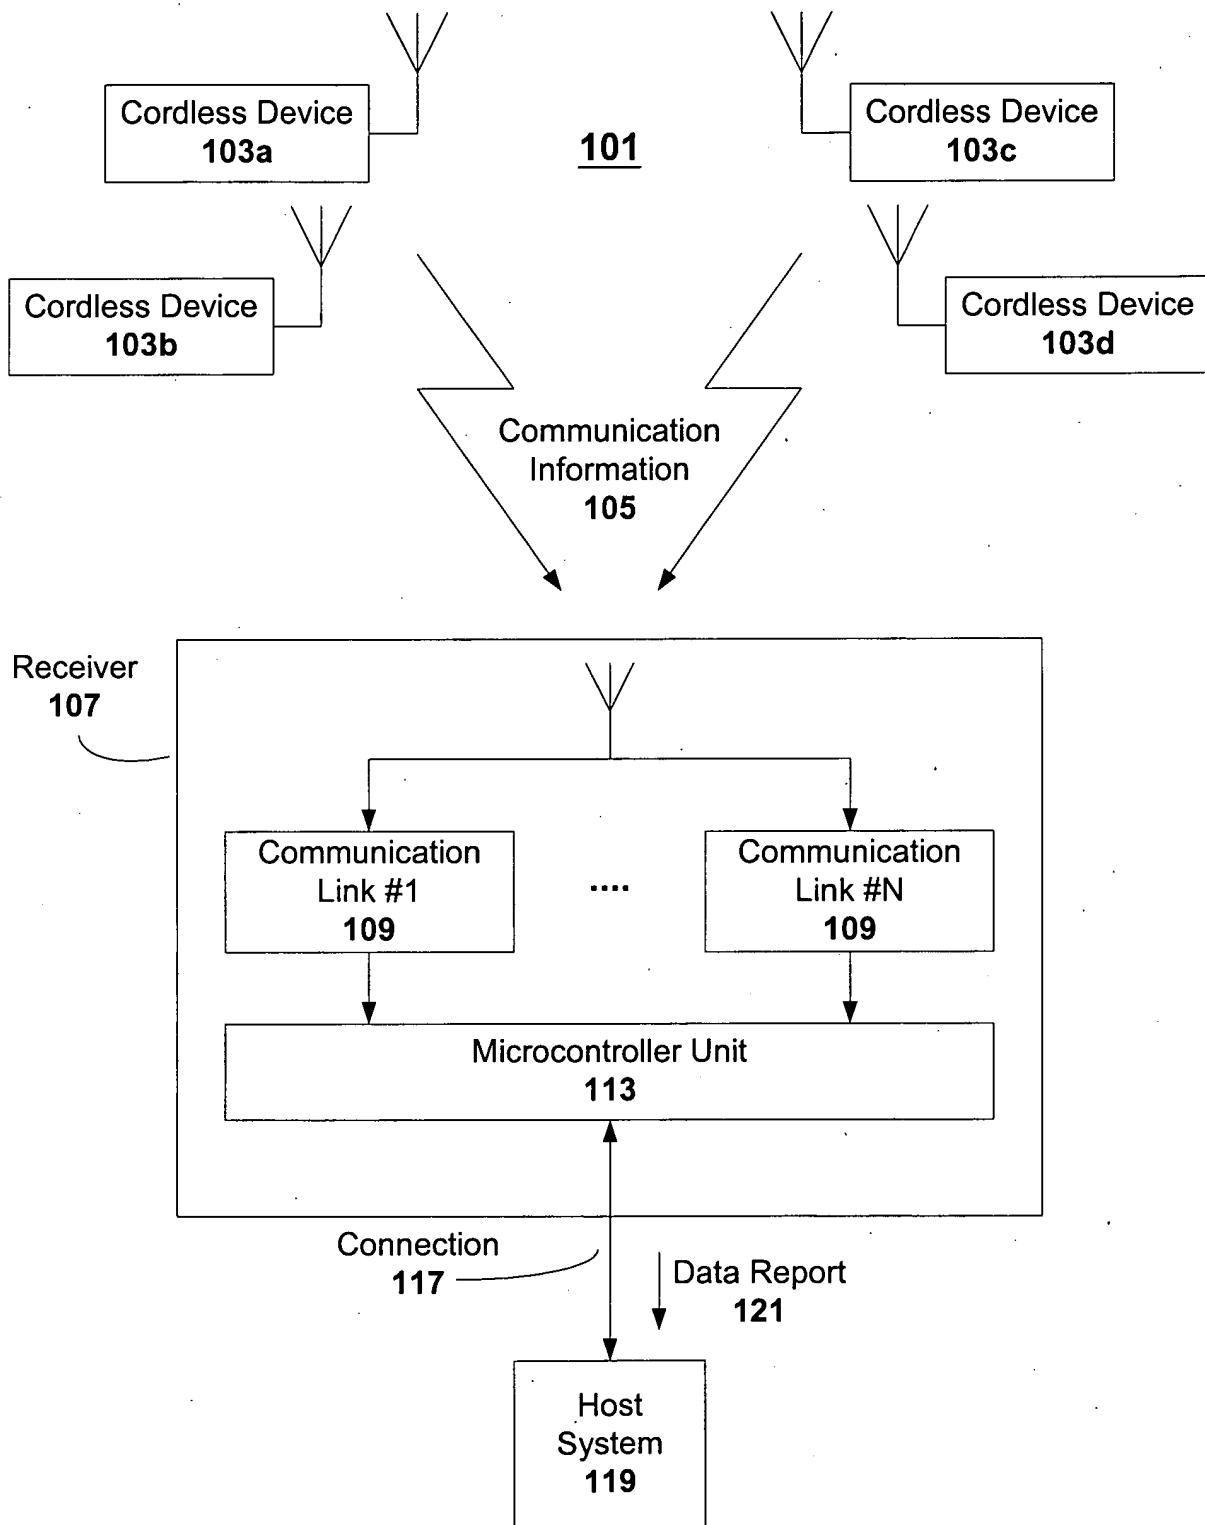 Cordless Device
103a
101
Cordless Device
103c
Cordless Device
103b
Cordless Device
103d
Communication
Information
105
Receiver
107
Communication
Link #1
109
....
Communication
Link #N
109
Microcontroller Unit
113
Connection
117
Data Report
121
Host
System
119